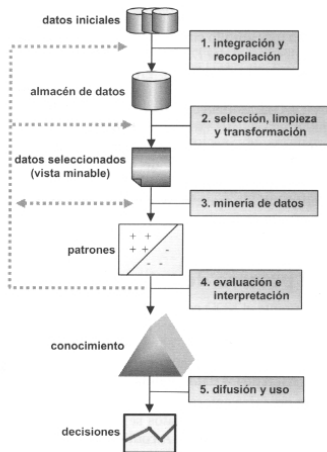 datos iniciales
1. integración y
recopilación
almacén de datos
2. selección, limpieza
y transformación
datos seleccionados
(vista minable)
3. minería de datos
+ +
+ + -
- -
patrones
4. evaluación e
interpretación
conocimiento
5. difusión y uso
decisiones